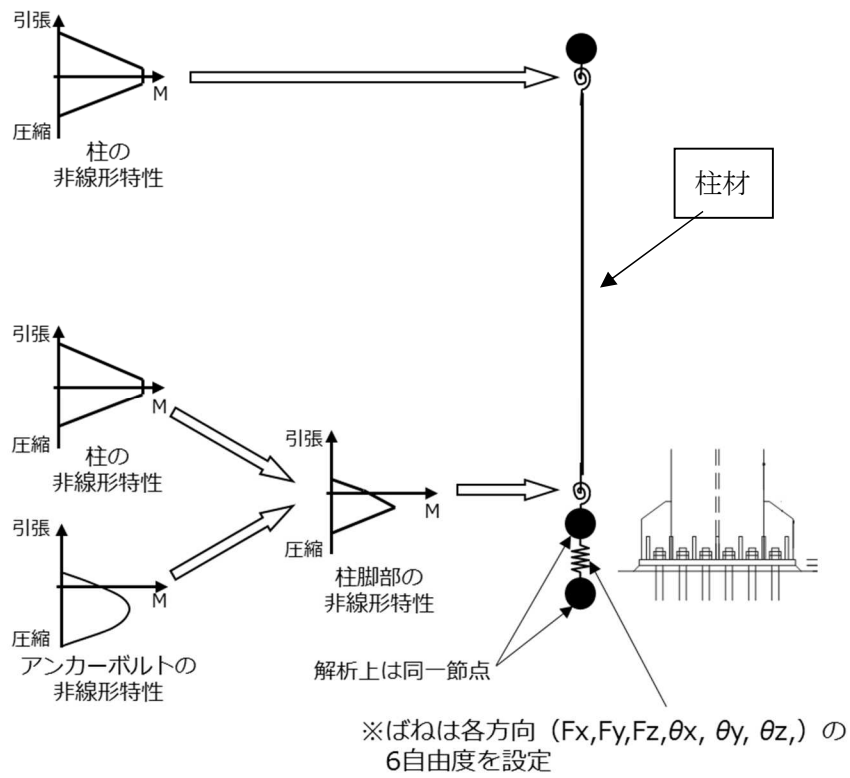 引張
M
圧縮
柱の
非線形特性
柱材
引張
M
圧縮
柱の
非線形特性
引張
M
圧縮
柱脚部の
非線形特性
引張
M
圧縮
アンカーボルトの
非線形特性
解析上は同一節点
※ばねは各方向（Fx,Fy,Fz,θx, θy, θz,）の
6自由度を設定